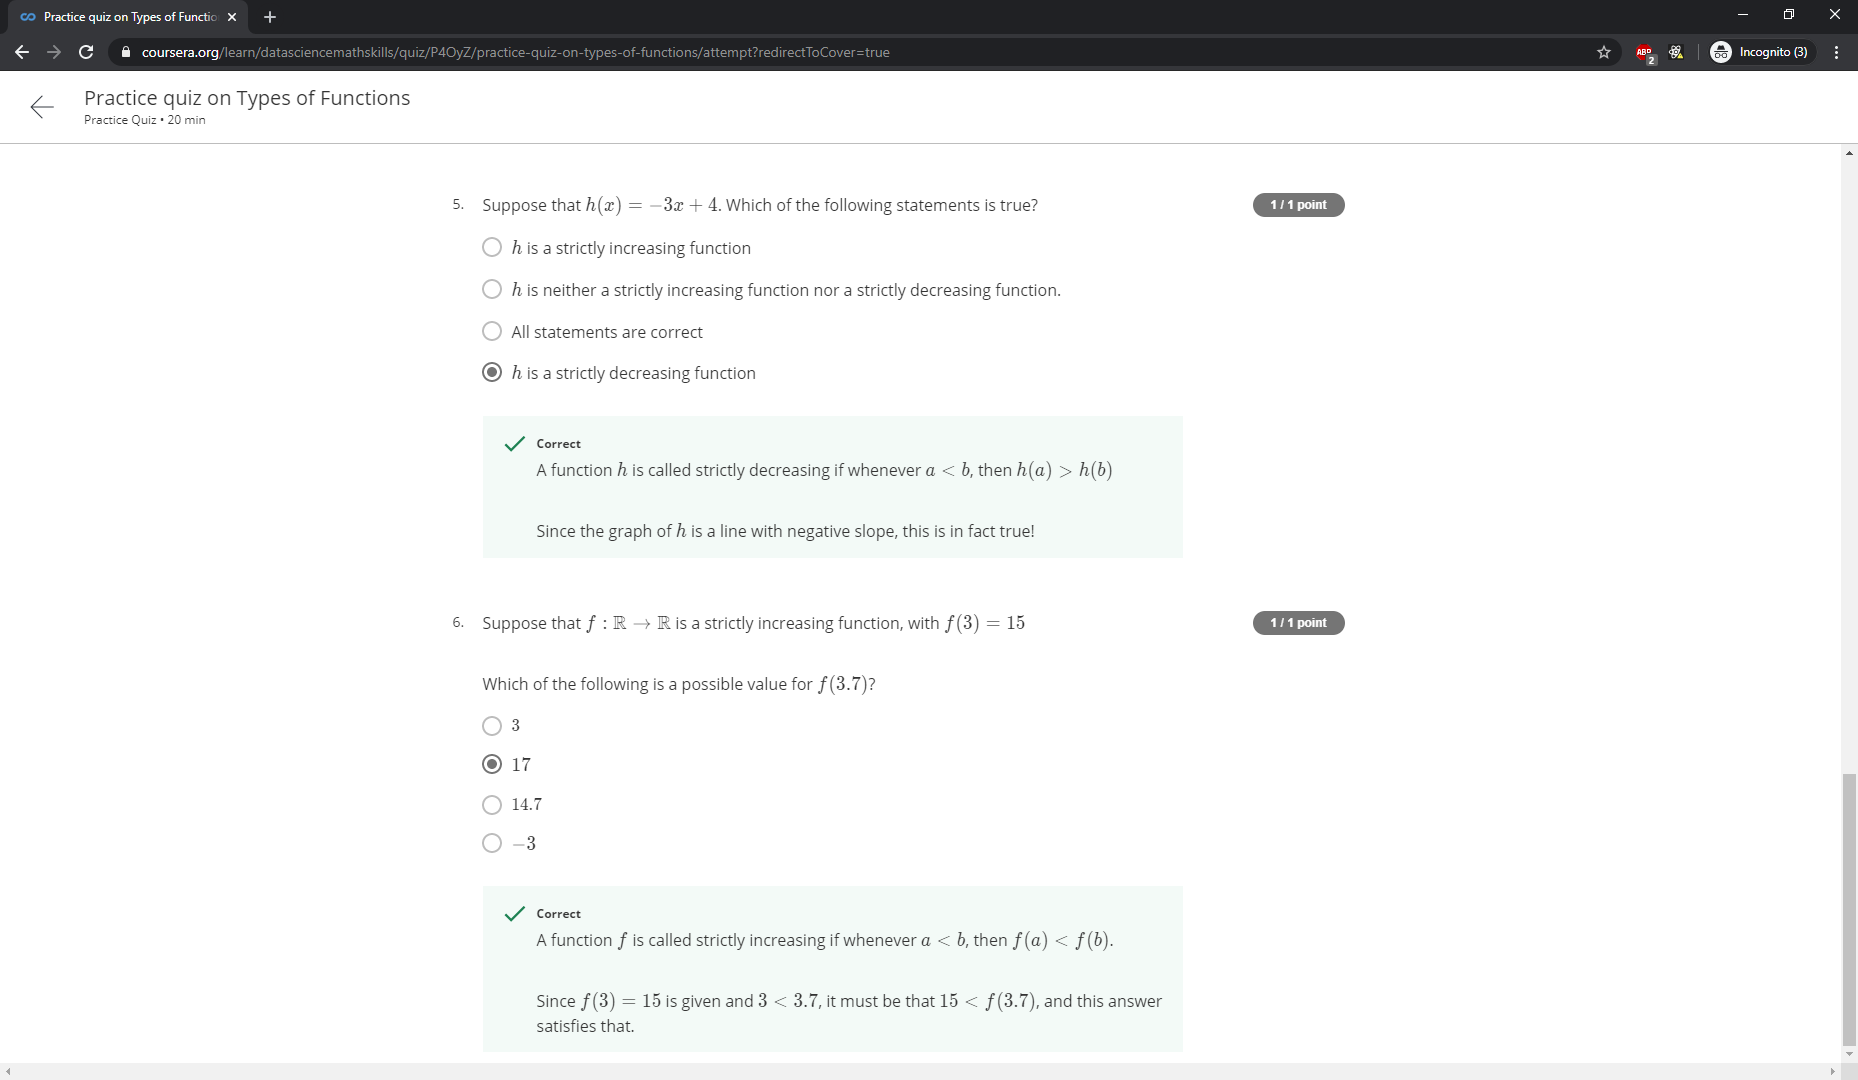 Practice quiz on Types of Functio
coursera.org/learn/datasciencemathskills/quiz/P4OyZ/practice-quiz-on-types-of-functions/attempt?redirectToCover=true
ABP
2
Incognito (3)
Practice quiz on Types of Functions
Practice Quiz • 20 min
5. Suppose that h(x) = −3x + 4. Which of the following statements is true?
1 / 1 point
h is a strictly increasing function
h is neither a strictly increasing function nor a strictly decreasing function.
All statements are correct
h is a strictly decreasing function
Correct
A function h is called strictly decreasing if whenever a < b, then h(a) > h(b)
Since the graph of h is a line with negative slope, this is in fact true!
6. Suppose that f : ℝ → ℝ is a strictly increasing function, with f(3) = 15
1 / 1 point
Which of the following is a possible value for f(3.7)?
3
17
14.7
−3
Correct
A function f is called strictly increasing if whenever a < b, then f(a) < f(b).
Since f(3) = 15 is given and 3 < 3.7, it must be that 15 < f(3.7), and this answer
satisfies that.